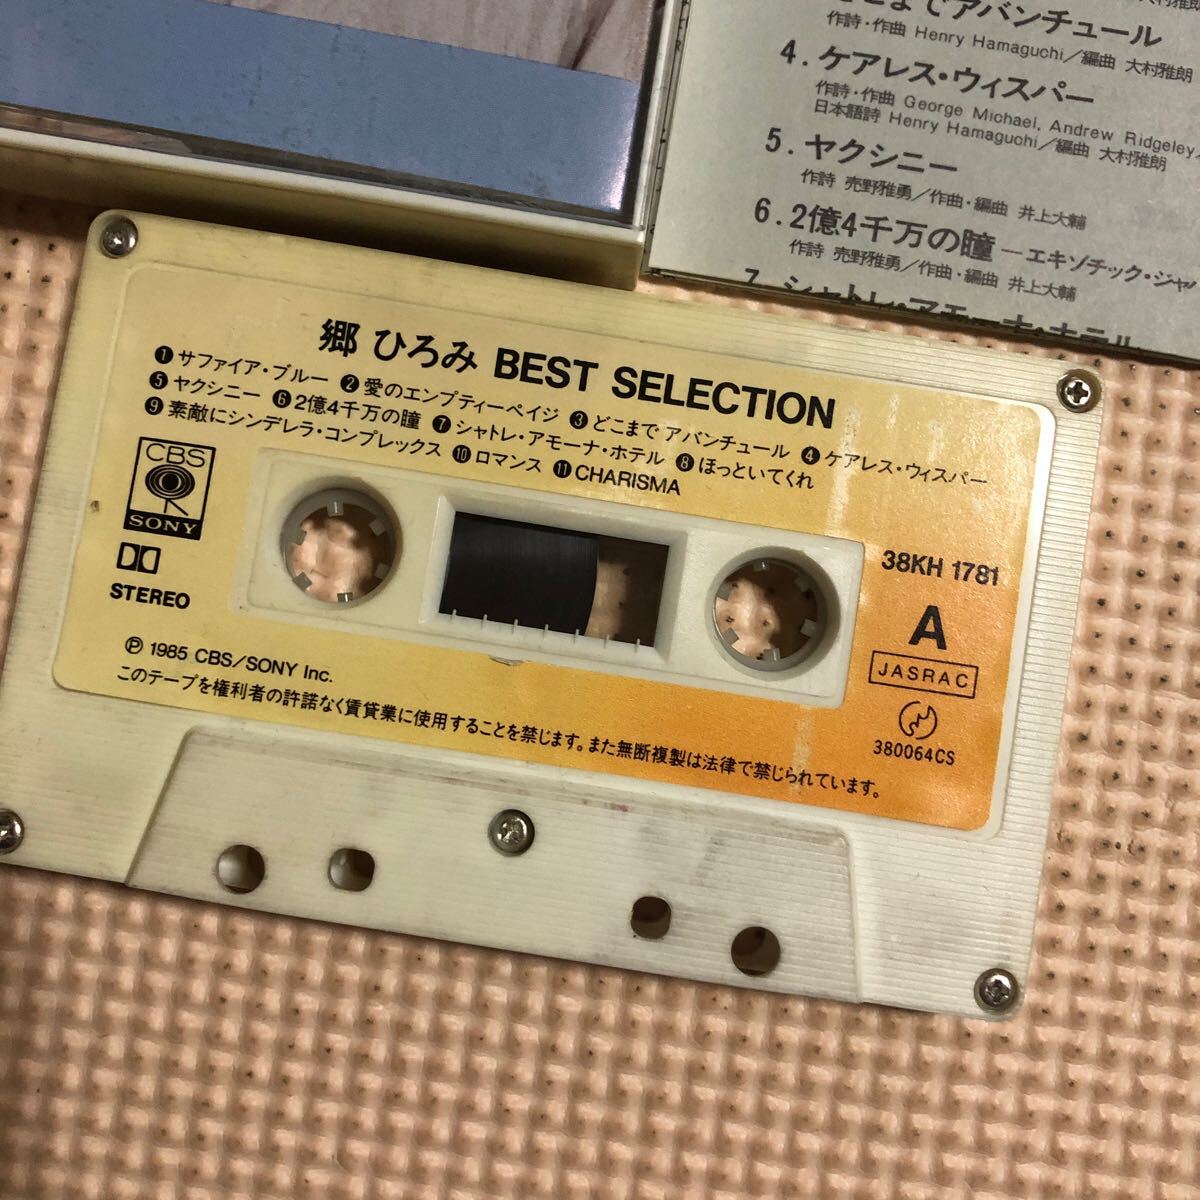 こまでアバンチュール
作詩・作曲 Henry Hamaguchi/編曲 大村雅朗
4. ケアレス・ウィスパー
作詩・作曲 George Michael, Andrew Ridgeley,
日本語詩 Henry Hamaguchi/編曲 大村雅朗
5. ヤクシニー
作詩 売野雅勇/作曲・編曲 井上大輔
6. 2億4千万の瞳—エキゾチック・ジャパ
作詩 売野雅勇/作曲・編曲 井上大輔
7. シャトレ・アモーナ・ホテル
郷 ひろみ BEST SELECTION
❶サファイア・ブルー ❷愛のエンプティーペイジ ❸どこまで アバンチュール ❹ケアレス・ウィスパー
❺ヤクシニー ❻2億4千万の瞳 ❼シャトレ・アモーナ・ホテル ❽ほっといてくれ
❾素敵にシンデレラ・コンプレックス ❿ロマンス ⓫CHARISMA
CBS
SONY
STEREO
38KH 1781
A
JASRAC
380064CS
Ⓟ 1985 CBS/SONY Inc.
このテープを権利者の許諾なく賃貸業に使用することを禁じます。また無断複製は法律で禁じられています。